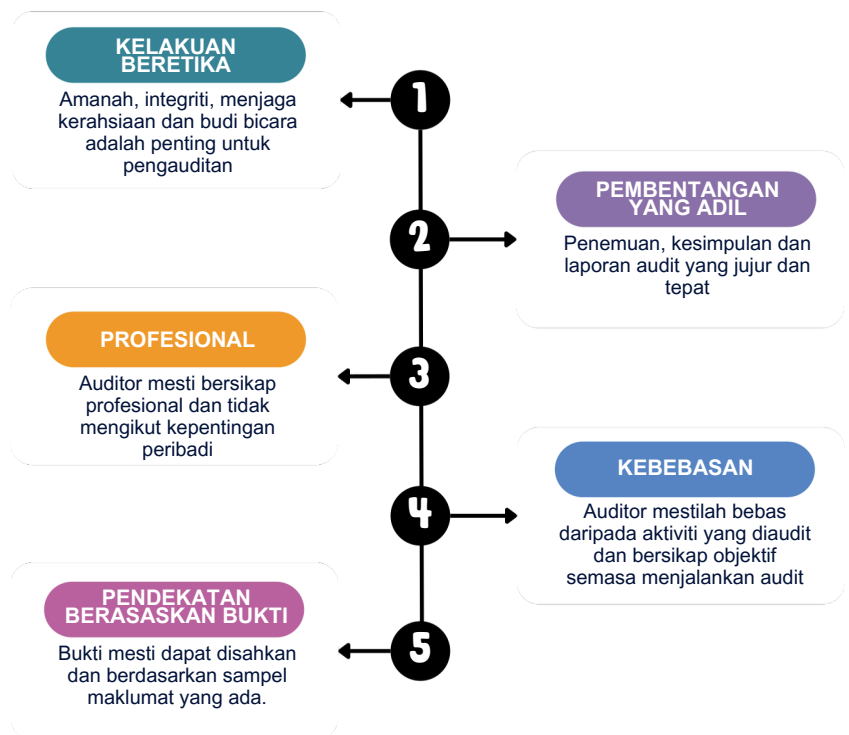 KELAKUAN
BERETIKA
Amanah, integriti, menjaga
kerahsiaan dan budi bicara
adalah penting untuk
pengauditan
1
PEMBENTANGAN
YANG ADIL
Penemuan, kesimpulan dan
laporan audit yang jujur dan
tepat
2
PROFESIONAL
Auditor mesti bersikap
profesional dan tidak
mengikut kepentingan
peribadi
3
KEBEBASAN
Auditor mestilah bebas
daripada aktiviti yang diaudit
dan bersikap objektif
semasa menjalankan audit
4
PENDEKATAN
BERASASKAN BUKTI
Bukti mesti dapat disahkan
dan berdasarkan sampel
maklumat yang ada.
5